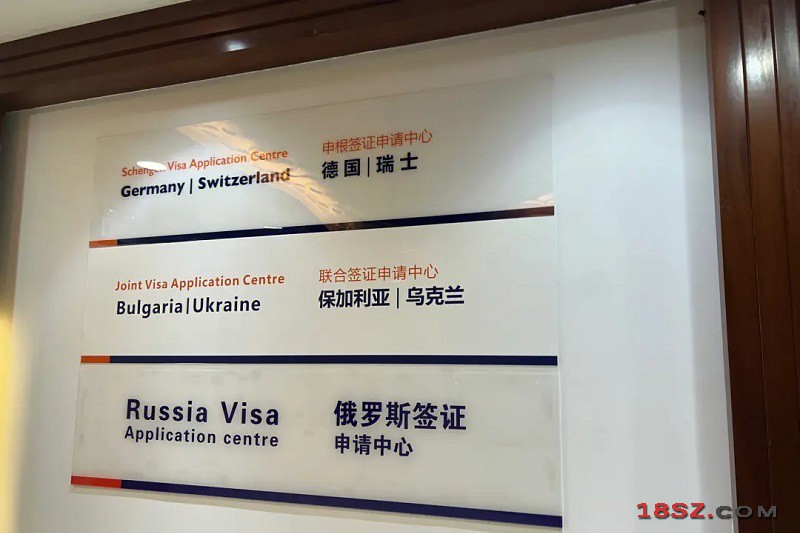 Schengen Visa Application Centre
Germany | Switzerland
申根签证申请中心
德国 | 瑞士
Joint Visa Application Centre
Bulgaria|Ukraine
联合签证申请中心
保加利亚 | 乌克兰
Russia Visa
Application centre
俄罗斯签证
申请中心
18SZ.COM